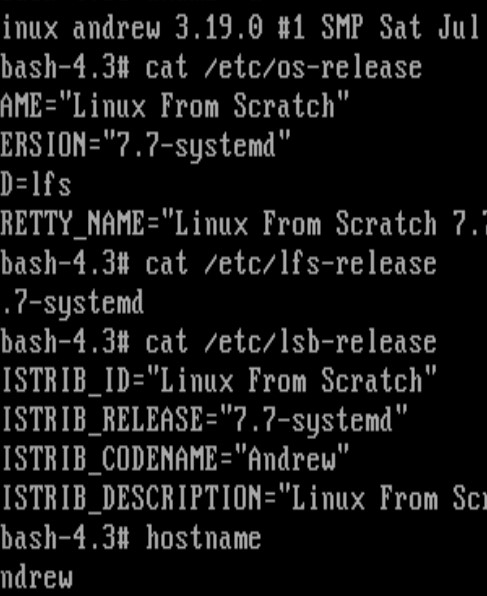 inux andrew 3.19.0 #1 SMP Sat Jul
bash-4.3# cat /etc/os-release
AME="Linux From Scratch"
ERSION="7.7-systemd"
D=lfs
RETTY_NAME="Linux From Scratch 7.7
bash-4.3# cat /etc/lfs-release
.7-systemd
bash-4.3# cat /etc/lsb-release
ISTRIB_ID="Linux From Scratch"
ISTRIB_RELEASE="7.7-systemd"
ISTRIB_CODENAME="Andrew"
ISTRIB_DESCRIPTION="Linux From Scr
bash-4.3# hostname
ndrew